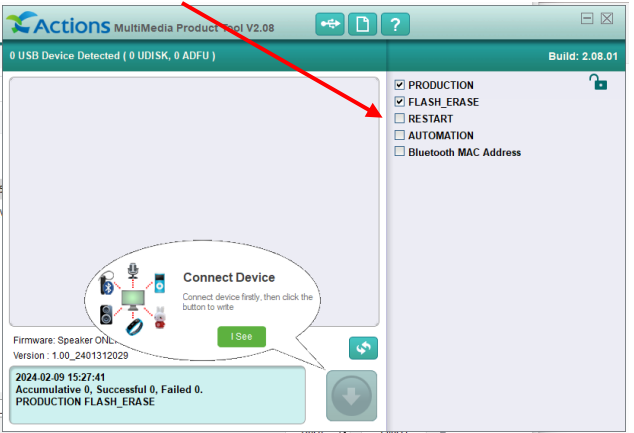 Actions MultiMedia Product Tool V2.08
?
0 USB Device Detected ( 0 UDISK, 0 ADFU )
Build: 2.08.01
PRODUCTION
FLASH_ERASE
RESTART
AUTOMATION
Bluetooth MAC Address
Connect Device
Connect device firstly, then click the
button to write
I See
Firmware: Speaker
Version : 1.00_2401312029
2024-02-09 15:27:41
Accumulative 0, Successful 0, Failed 0.
PRODUCTION FLASH_ERASE